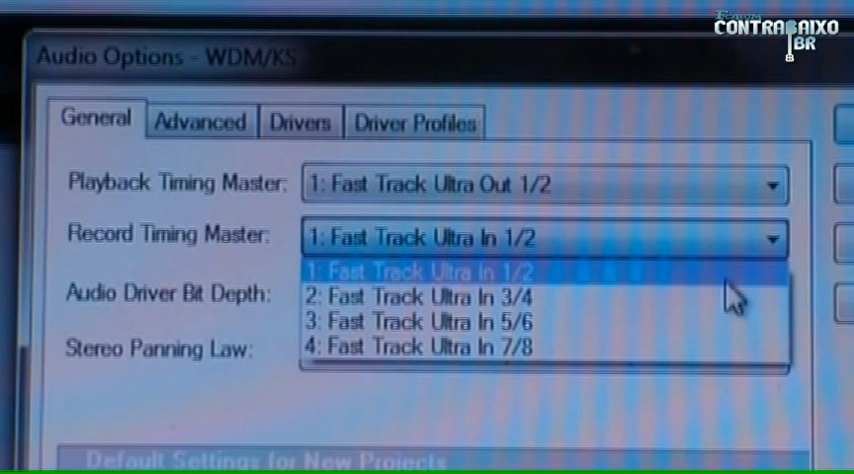 Fórum
CONTRABAIXO
BR
Audio Options - WDM/KS
General Advanced Drivers Driver Profiles
Playback Timing Master: 1: Fast Track Ultra Out 1/2
Record Timing Master: 1: Fast Track Ultra In 1/2
1: Fast Track Ultra In 1/2
2: Fast Track Ultra In 3/4
Audio Driver Bit Depth:
3: Fast Track Ultra In 5/6
4: Fast Track Ultra In 7/8
Stereo Panning Law:
Default Settings for New Projects